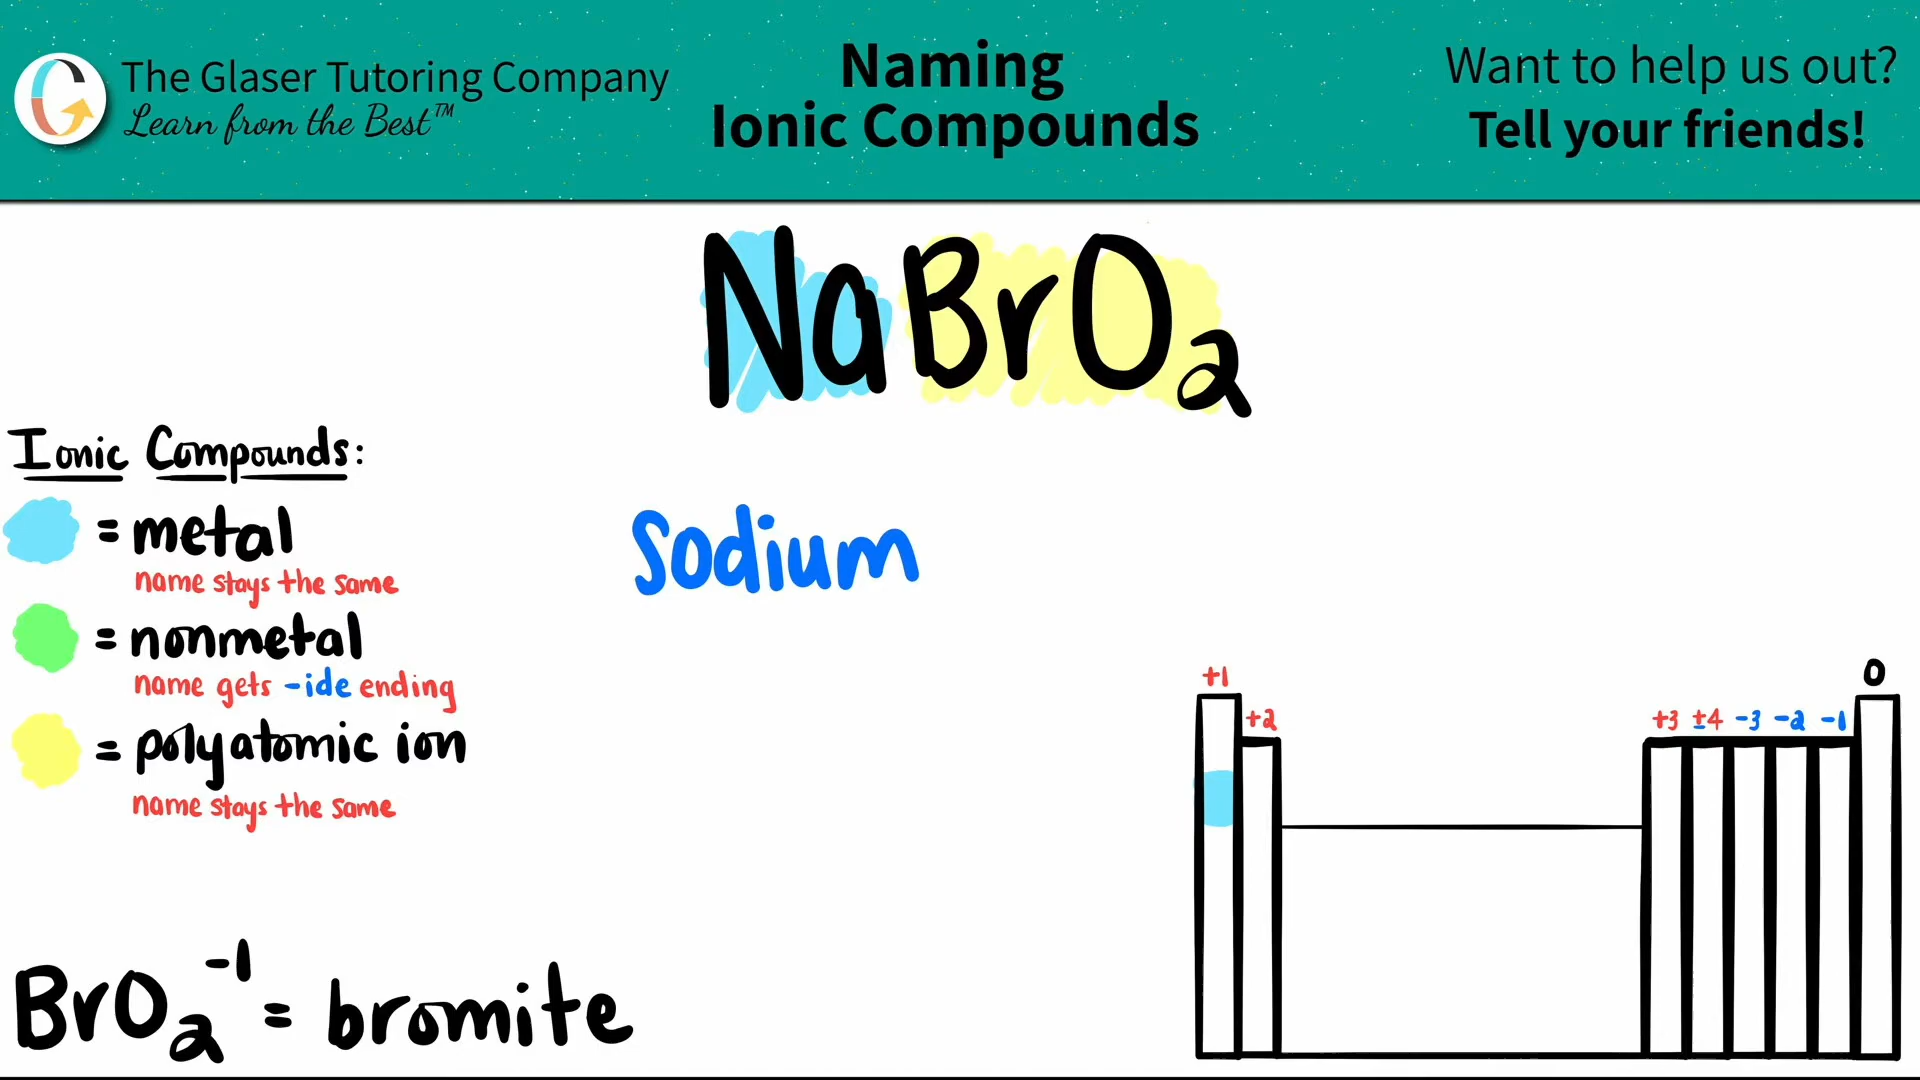 The Glaser Tutoring Company
Learn from the Best™
Naming
Ionic Compounds
Want to help us out?
Tell your friends!
NaBrO₂
Ionic Compounds:
= metal
name stays the same
= nonmetal
name gets -ide ending
= polyatomic ion
name stays the same
Sodium
BrO₂⁻¹ = bromite
+1
+2
+3 ±4 -3 -2 -1
0